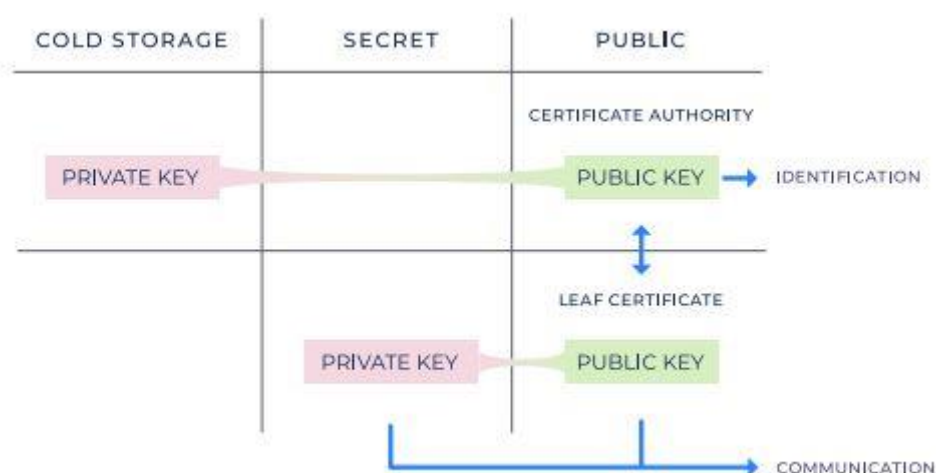 COLD STORAGE SECRET PUBLIC
CERTIFICATE AUTHORITY
PRIVATE KEY PUBLIC KEY IDENTIFICATION
LEAF CERTIFICATE
PRIVATE KEY PUBLIC KEY
COMMUNICATION